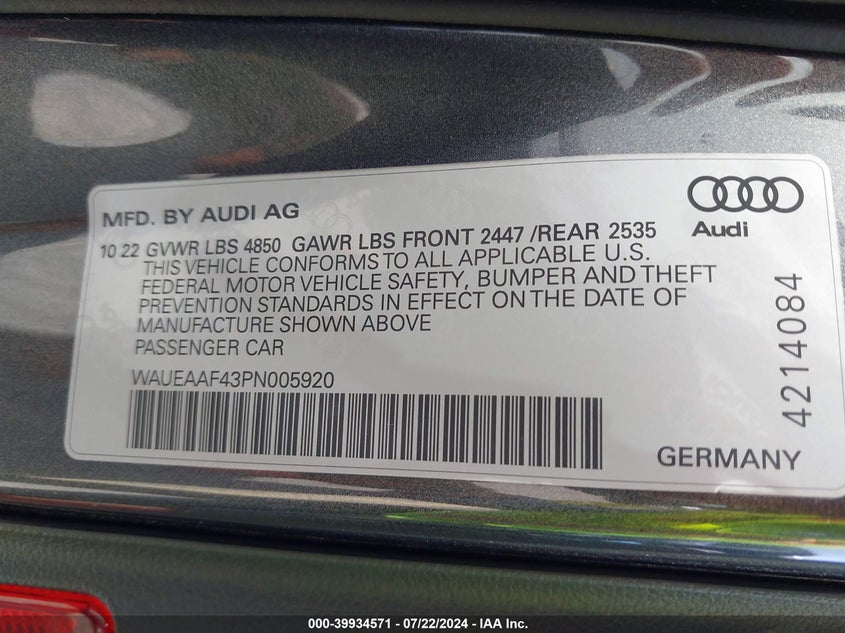 MFD. BY AUDI AG
Audi
10 22 GVWR LBS 4850 GAWR LBS FRONT 2447 /REAR 2535
THIS VEHICLE CONFORMS TO ALL APPLICABLE U.S.
FEDERAL MOTOR VEHICLE SAFETY, BUMPER AND THEFT
PREVENTION STANDARDS IN EFFECT ON THE DATE OF
MANUFACTURE SHOWN ABOVE
PASSENGER CAR
WAUEAAF43PN005920
4214084
GERMANY
000-39934571 - 07/22/2024 - IAA Inc.